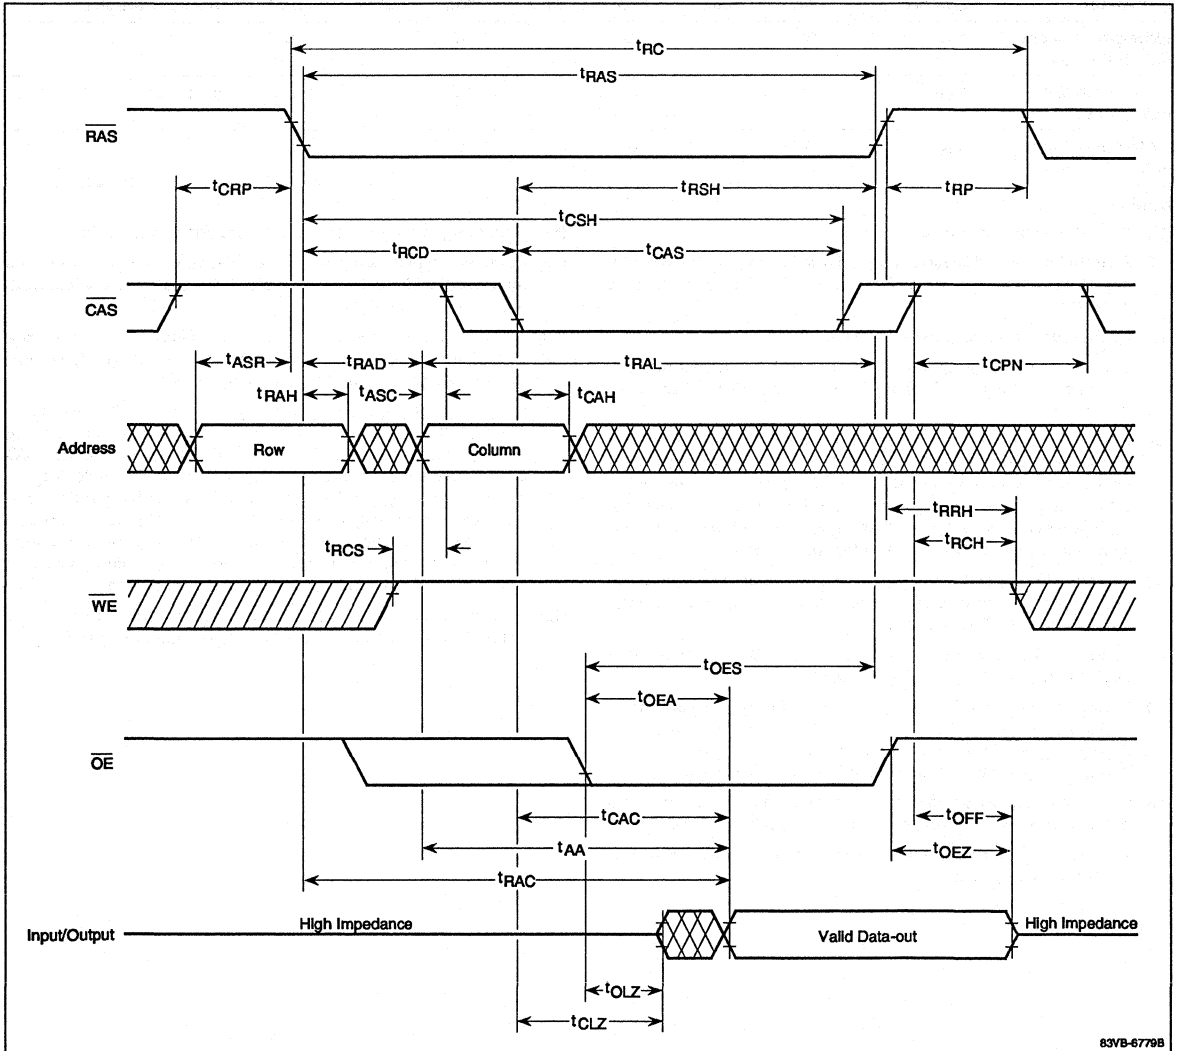 tRC
tRAS
RAS
tCRP
tRSH
tRP
tCSH
tRCD
tCAS
CAS
tASR
tRAD
tRAL
tCPN
tRAH
tASC
tCAH
Address
Row
Column
tRRH
tRCS
tRCH
WE
tOES
tOEA
OE
tCAC
tOFF
tAA
tOEZ
tRAC
High Impedance
High Impedance
Input/Output
Valid Data-out
tOLZ
tCLZ
83VB-6779B